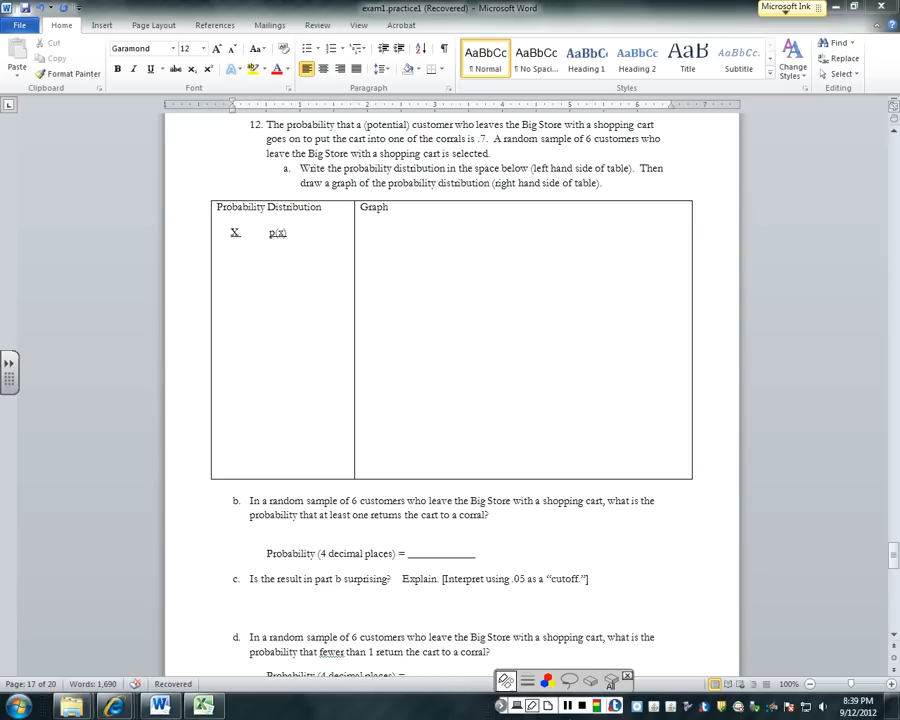 exam1.practice1 (Recovered) - Microsoft Word
Microsoft Ink
File Home Insert Page Layout References Mailings Review View Acrobat
Cut
Copy
Format Painter
Paste
Clipboard
Garamond 12
Font
Paragraph
AaBbCc AaBbCc AaBbCc AaBbCc AaB AaBbCc
¶ Normal ¶ No Spaci... Heading 1 Heading 2 Title Subtitle
Styles
Change
Styles
Find
Replace
Select
Editing
12. The probability that a (potential) customer who leaves the Big Store with a shopping cart
goes on to put the cart into one of the corrals is .7. A random sample of 6 customers who
leave the Big Store with a shopping cart is selected.
a. Write the probability distribution in the space below (left hand side of table). Then
draw a graph of the probability distribution (right hand side of table).
Probability Distribution Graph
X p(x)
b. In a random sample of 6 customers who leave the Big Store with a shopping cart, what is the
probability that at least one returns the cart to a corral?
Probability (4 decimal places) = _____________
c. Is the result in part b surprising? Explain. [Interpret using .05 as a “cutoff.”]
d. In a random sample of 6 customers who leave the Big Store with a shopping cart, what is the
probability that fewer than 1 return the cart to a corral?
Probability (4 decimal places) =
All
Page: 17 of 20 Words: 1,690 Recovered 100%
8:39 PM
9/12/2012